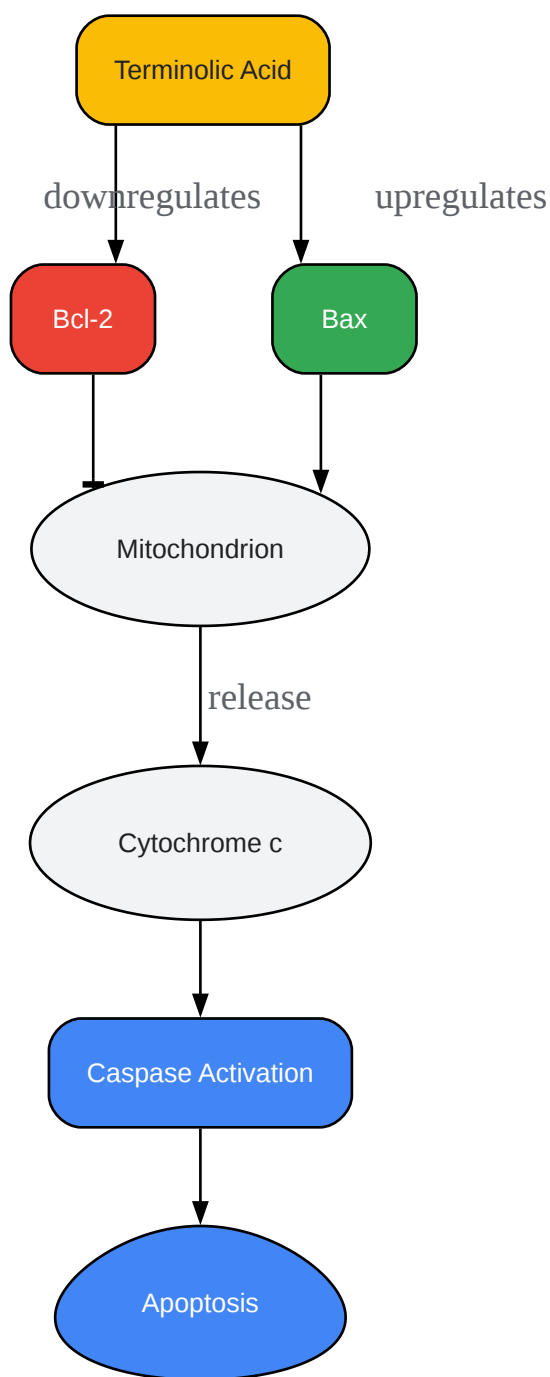 Terminolic Acid
downregulates
upregulates
Bcl-2
Bax
Mitochondrion
release
Cytochrome c
Caspase Activation
Apoptosis